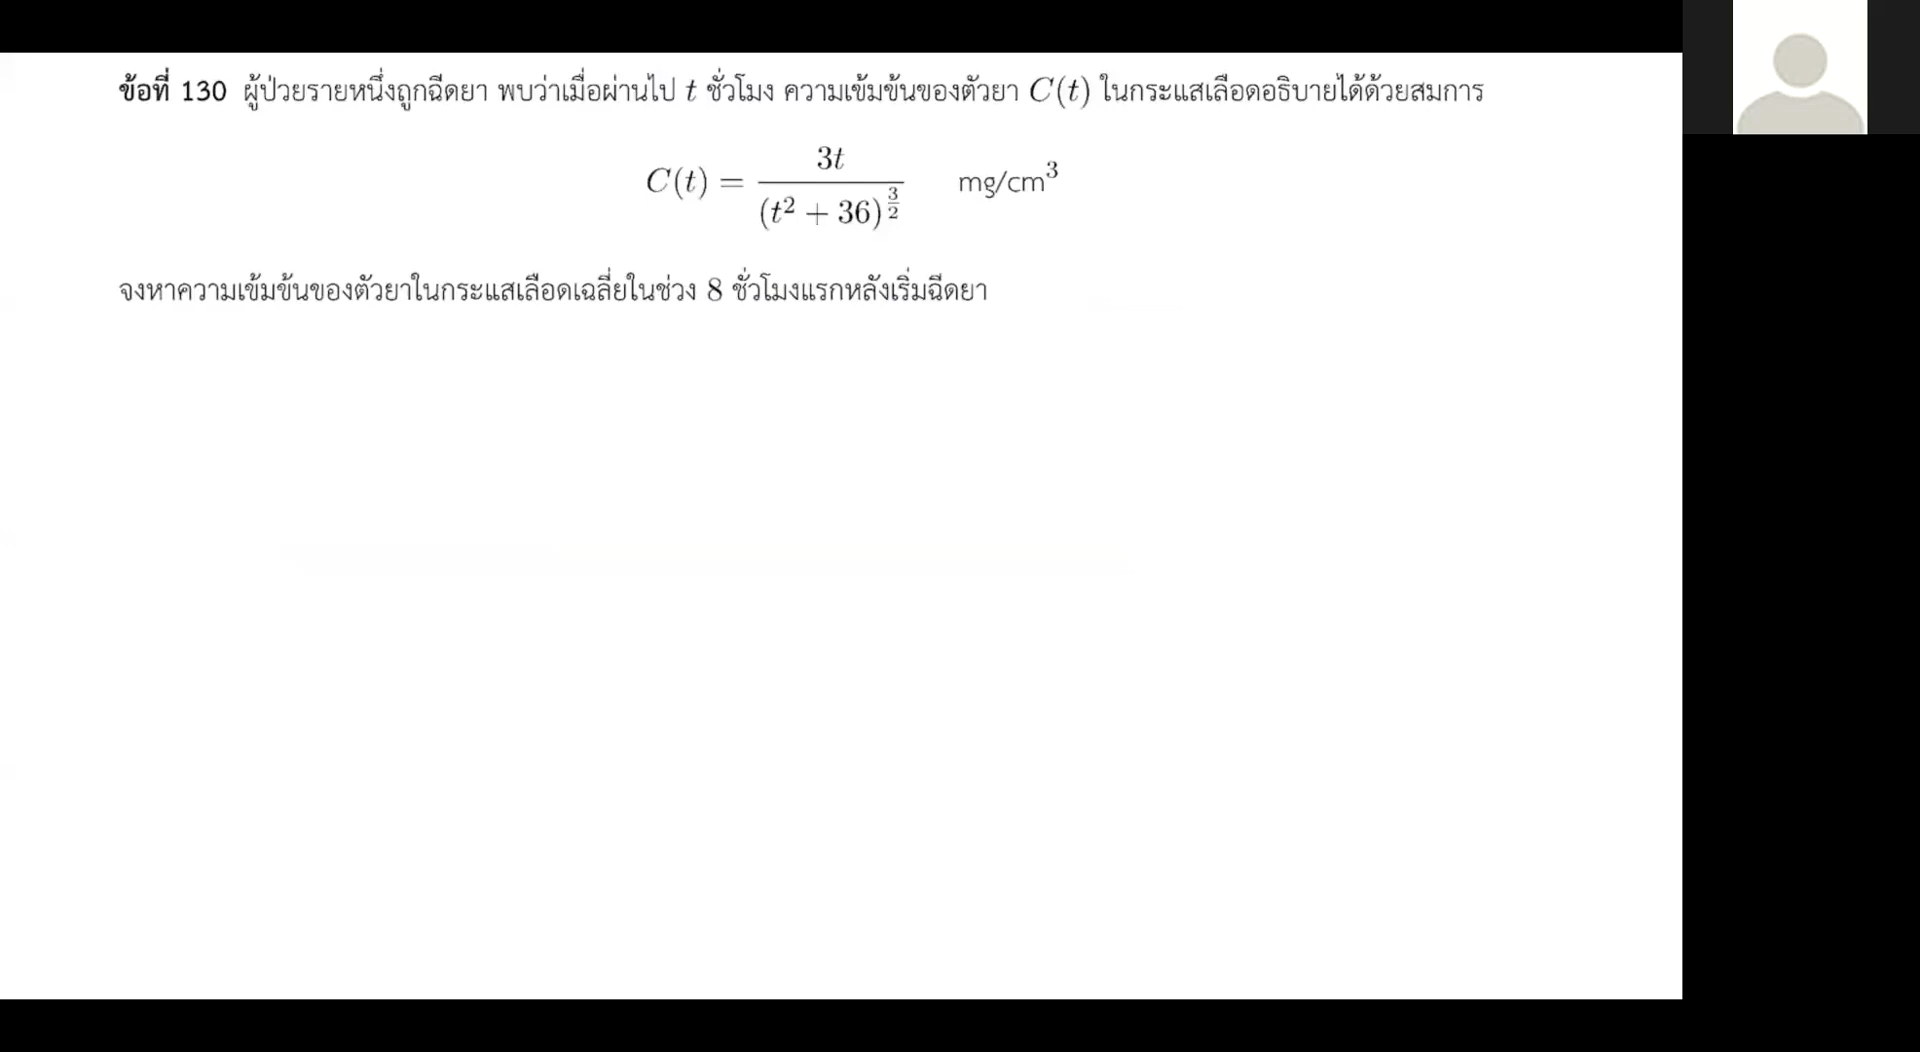 ข้อที่ 130 ผู้ป่วยรายหนึ่งถูกฉีดยา พบว่าเมื่อผ่านไป t ชั่วโมง ความเข้มข้นของตัวยา C(t) ในกระแสเลือดอธิบายได้ด้วยสมการ
C(t) = \frac{3t}{(t^2 + 36)^{\frac{3}{2}}} mg/cm^3
จงหาความเข้มข้นของตัวยาในกระแสเลือดเฉลี่ยในช่วง 8 ชั่วโมงแรกหลังเริ่มฉีดยา